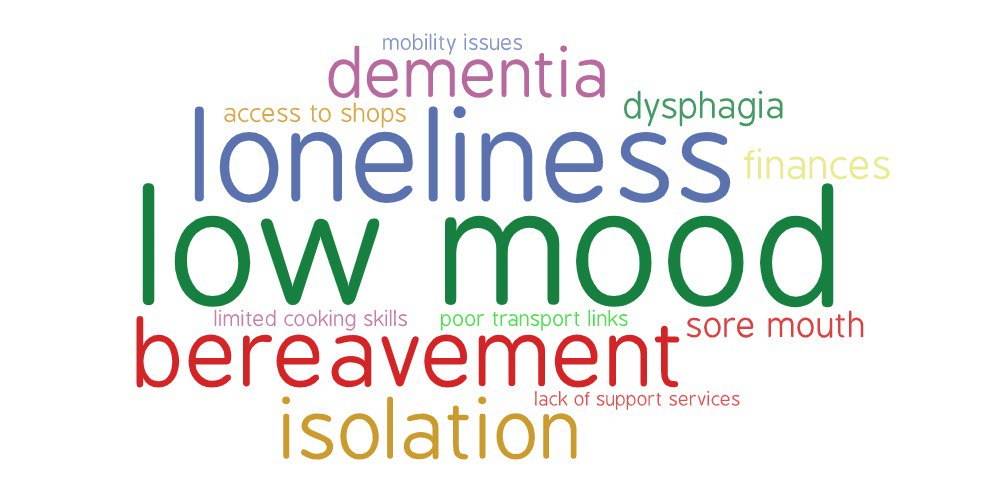 mobility issues
dementia
dysphagia
access to shops
loneliness
finances
low mood
limited cooking skills
poor transport links
sore mouth
bereavement
lack of support services
isolation